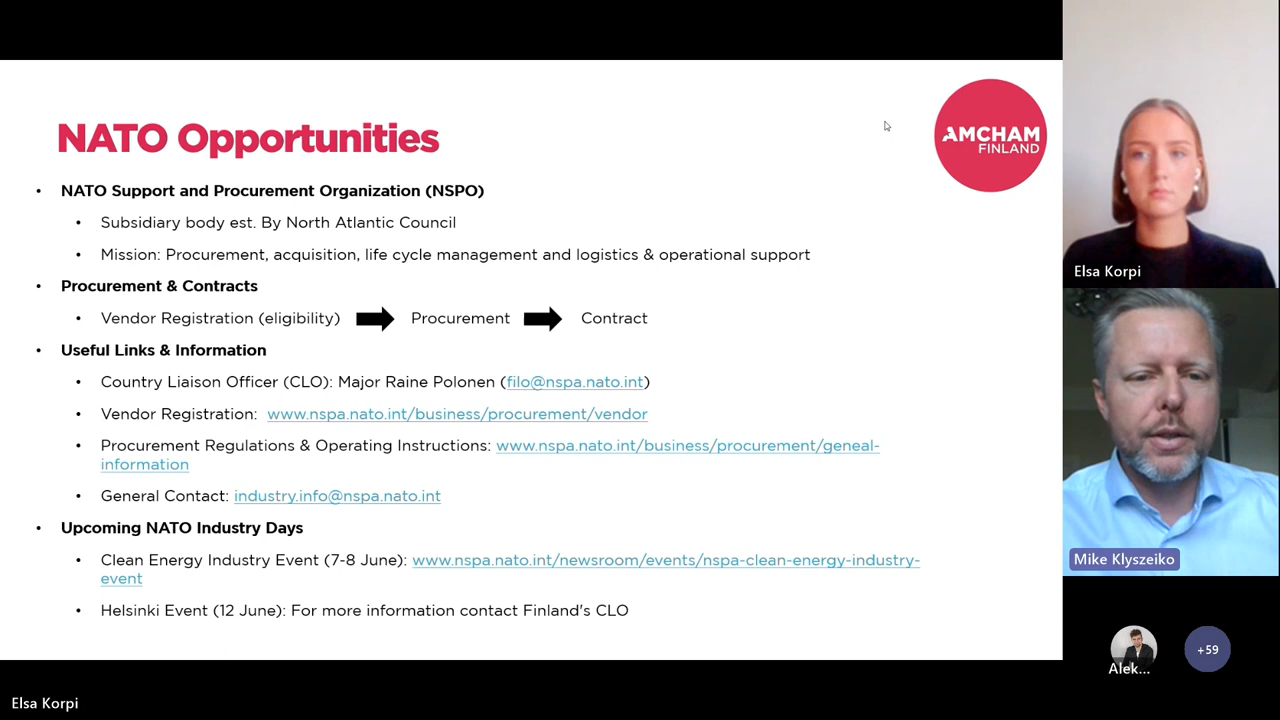 NATO Opportunities
AMCHAM
FINLAND
• NATO Support and Procurement Organization (NSPO)
• Subsidiary body est. By North Atlantic Council
• Mission: Procurement, acquisition, life cycle management and logistics & operational support
• Procurement & Contracts
• Vendor Registration (eligibility) Procurement Contract
• Useful Links & Information
• Country Liaison Officer (CLO): Major Raine Polonen (filo@nspa.nato.int)
• Vendor Registration: www.nspa.nato.int/business/procurement/vendor
• Procurement Regulations & Operating Instructions: www.nspa.nato.int/business/procurement/geneal-
information
• General Contact: industry.info@nspa.nato.int
• Upcoming NATO Industry Days
• Clean Energy Industry Event (7-8 June): www.nspa.nato.int/newsroom/events/nspa-clean-energy-industry-
event
• Helsinki Event (12 June): For more information contact Finland's CLO
Elsa Korpi
Mike Klyszeiko
Alek...
+59
Elsa Korpi